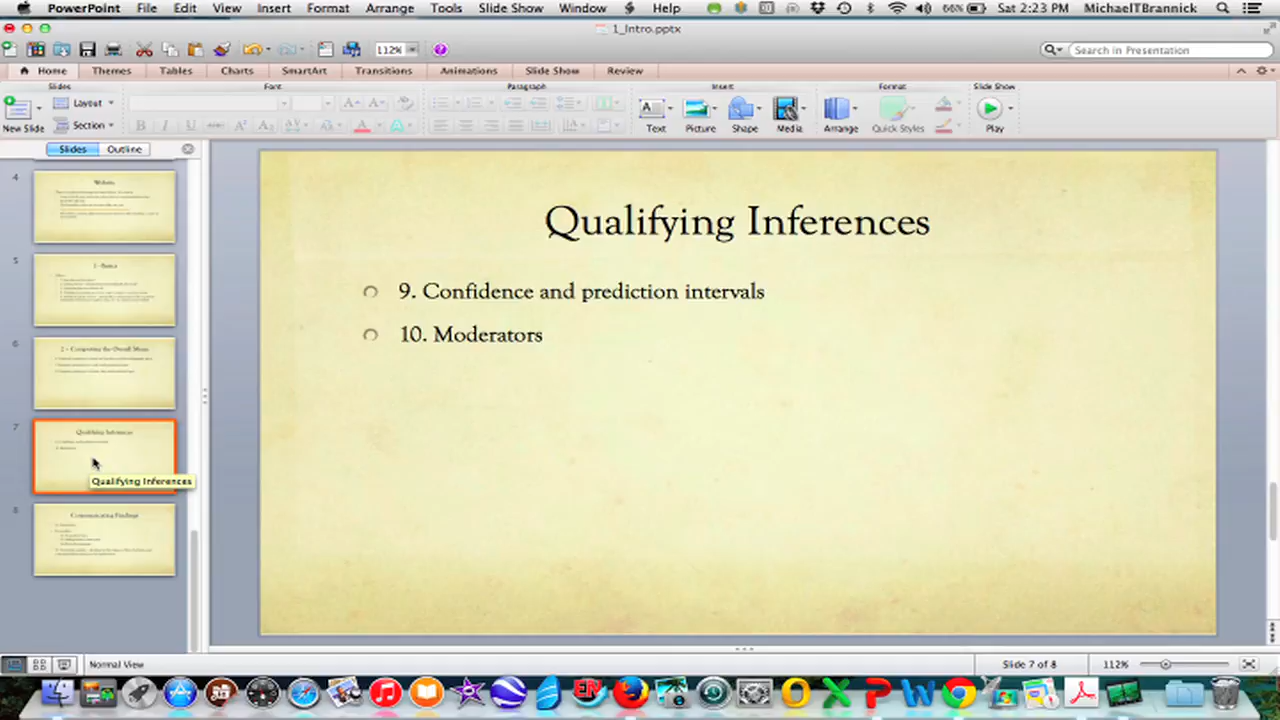 PowerPoint File Edit View Insert Format Arrange Tools Slide Show Window Help 66% Sat 2:23 PM MichaelTBrannick
1_Intro.pptx
112% Search in Presentation
Home Themes Tables Charts SmartArt Transitions Animations Slide Show Review
Slides Font Paragraph Insert Format Slide Show
New Slide Layout Section B I U ABC A² A₂ Text Picture Shape Media Arrange Quick Styles Play
Slides Outline
4
Website
5
1 - Basics
6
2 - Computing the Overall Mean
7
Qualifying Inferences
Qualifying Inferences
8
Communicating Findings
Qualifying Inferences
9. Confidence and prediction intervals
10. Moderators
Normal View Slide 7 of 8 112%